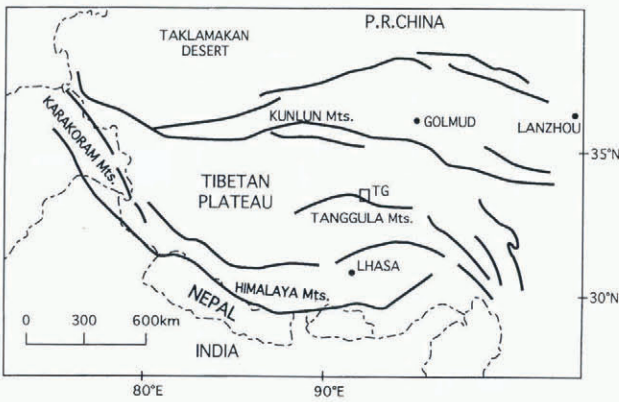 P.R.CHINA
TAKLAMAKAN
DESERT
KARAKORAM Mts.
KUNLUN Mts.
GOLMUD
LANZHOU
35°N
TIBETAN
PLATEAU
TG
TANGGULA Mts.
LHASA
HIMALAYA Mts.
NEPAL
30°N
0 300 600km
INDIA
80°E 90°E